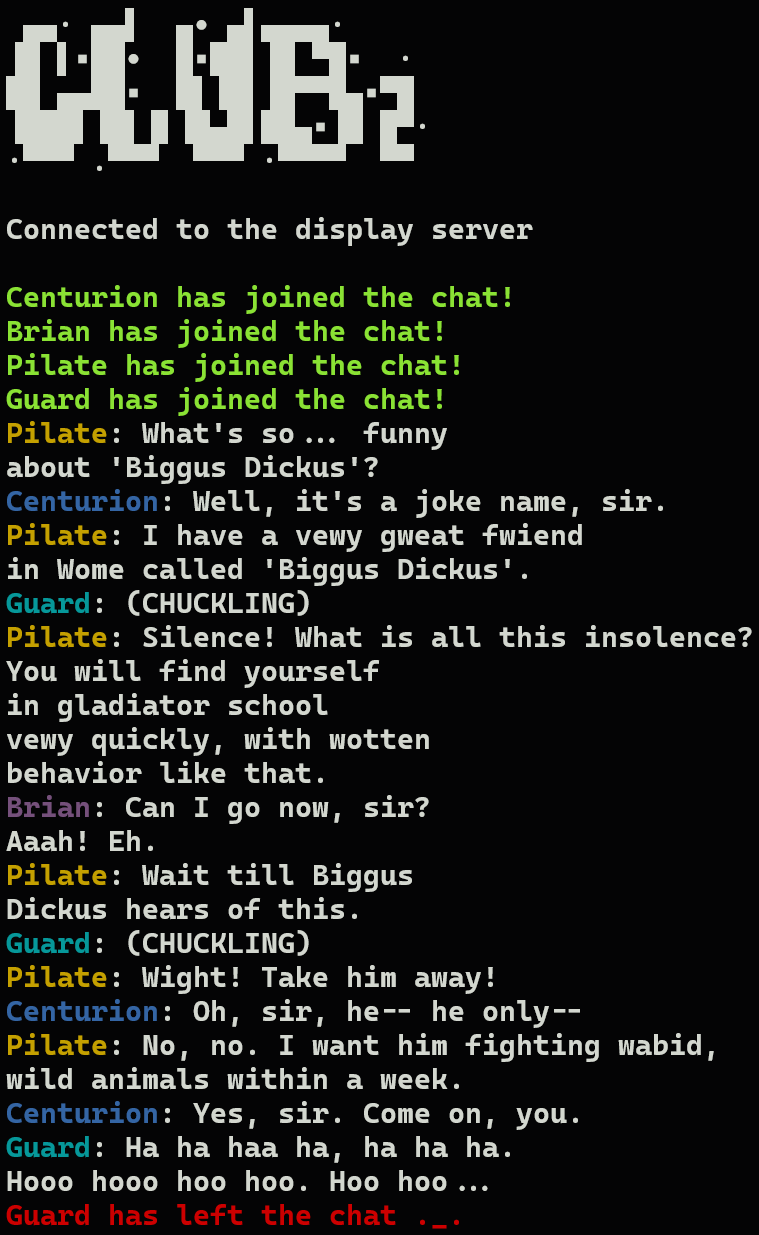 Connected to the display server
Centurion has joined the chat!
Brian has joined the chat!
Pilate has joined the chat!
Guard has joined the chat!
Pilate: What's so... funny
about 'Biggus Dickus'?
Centurion: Well, it's a joke name, sir.
Pilate: I have a vewy gweat fwiend
in Wome called 'Biggus Dickus'.
Guard: (CHUCKLING)
Pilate: Silence! What is all this insolence?
You will find yourself
in gladiator school
vewy quickly, with wotten
behavior like that.
Brian: Can I go now, sir?
Aaah! Eh.
Pilate: Wait till Biggus
Dickus hears of this.
Guard: (CHUCKLING)
Pilate: Wight! Take him away!
Centurion: Oh, sir, he-- he only--
Pilate: No, no. I want him fighting wabid,
wild animals within a week.
Centurion: Yes, sir. Come on, you.
Guard: Ha ha haa ha, ha ha ha.
Hooo hooo hoo hoo. Hoo hoo...
Guard has left the chat ._.